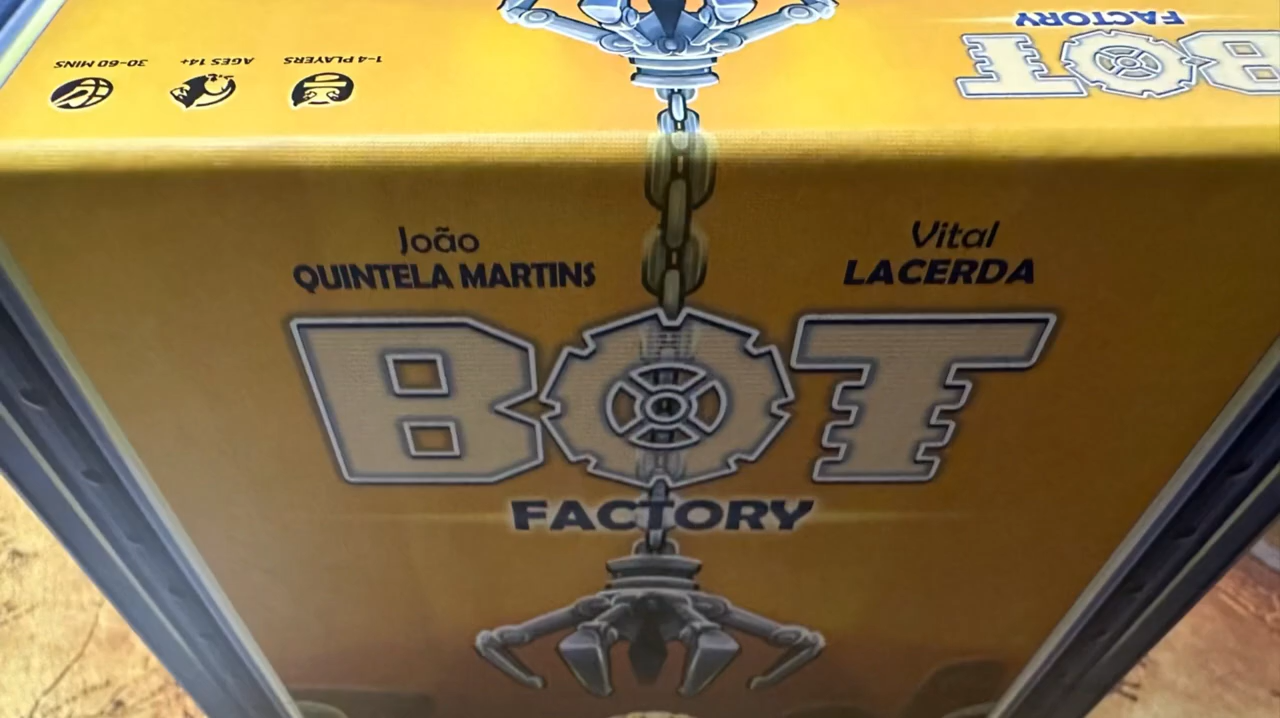 1-4 PLAYERS
AGES 14+
30-60 MINS
BOT
FACTORY
João
QUINTELA MARTINS
Vital
LACERDA
BOT
FACTORY